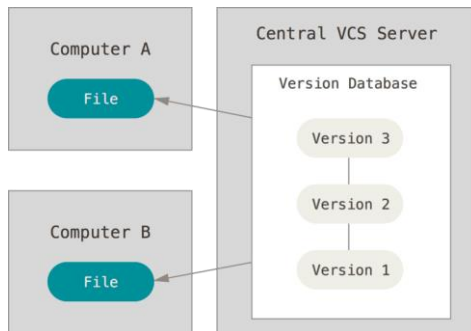 Computer A
File
Computer B
File
Central VCS Server
Version Database
Version 3
Version 2
Version 1